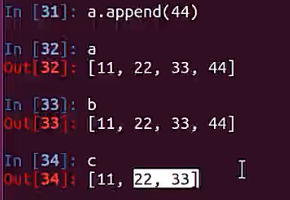 In [31]: a.append(44)
In [32]: a
Out[32]: [11, 22, 33, 44]
In [33]: b
Out[33]: [11, 22, 33, 44]
In [34]: c
Out[34]: [11, 22, 33]